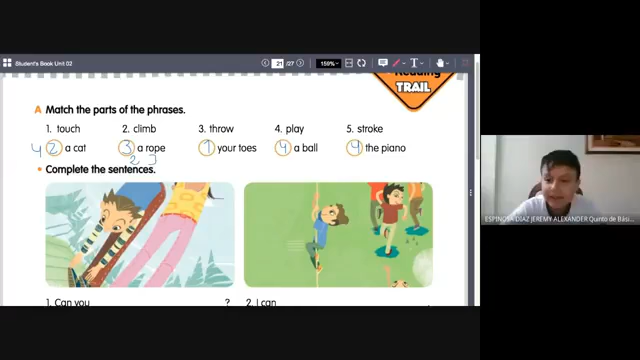 Student's Book Unit 02
21 /27
159%
Reading
TRAIL
A Match the parts of the phrases.
1. touch 2. climb 3. throw 4. play 5. stroke
4 2 a cat 3 a rope 1 your toes 4 a ball 4 the piano
2 3
Complete the sentences.
1. Can you ? 2. I can .
ESPINOSA DIAZ JEREMY ALEXANDER Quinto de Bási